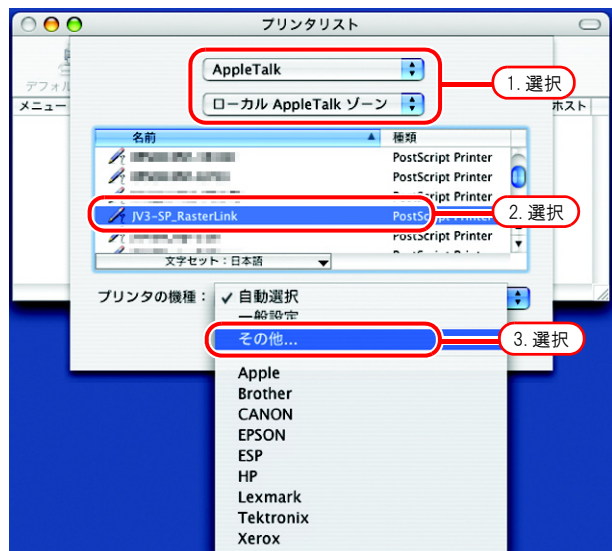 プリンタリスト
デフォル
メニュー
ホスト
AppleTalk
ローカル AppleTalk ゾーン
1. 選択
名前
種類
PostScript Printer
PostScript Printer
PostScript Printer
JV3-SP_RasterLink
PostSc
2. 選択
PostScript Printer
文字セット：日本語
プリンタの機種：
✓ 自動選択
一般設定
その他...
3. 選択
Apple
Brother
CANON
EPSON
ESP
HP
Lexmark
Tektronix
Xerox